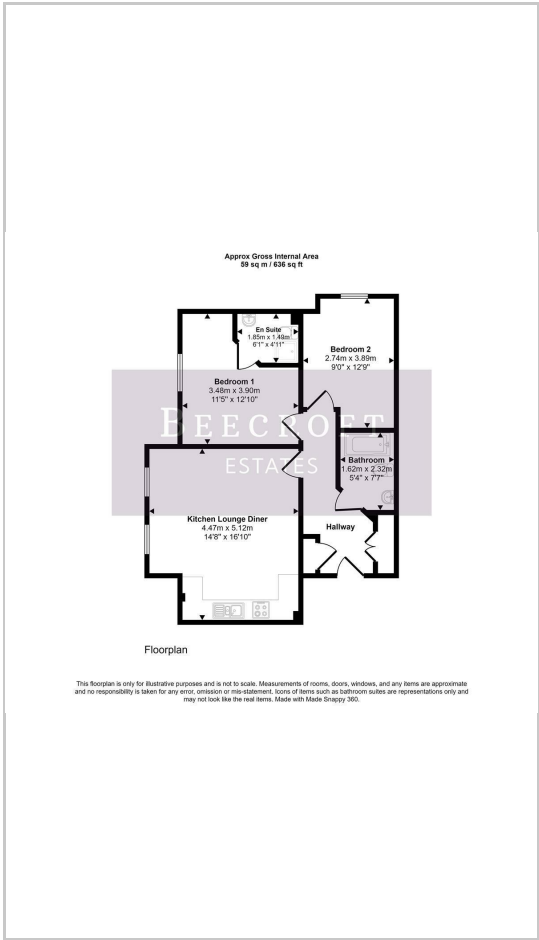 Approx Gross Internal Area
59 sq m / 636 sq ft
En Suite
1.85m x 1.49m
6'1" x 4'11"
Bedroom 2
2.74m x 3.89m
9'0" x 12'9"
Bedroom 1
3.48m x 3.90m
11'5" x 12'10"
BEECROFT
ESTATES
Bathroom
1.62m x 2.32m
5'4" x 7'7"
Kitchen Lounge Diner
4.47m x 5.12m
14'8" x 16'10"
Hallway
Floorplan
This floorplan is only for illustrative purposes and is not to scale. Measurements of rooms, doors, windows, and any items are approximate
and no responsibility is taken for any error, omission or mis-statement. Icons of items such as bathroom suites are representations only and
may not look like the real items. Made with Made Snappy 360.